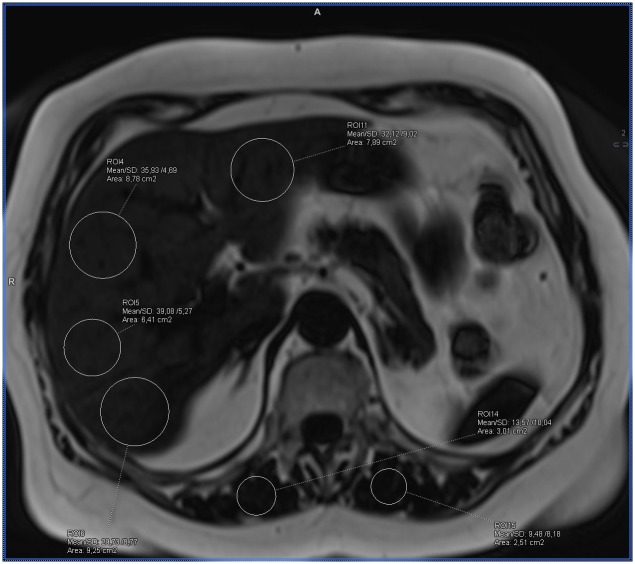 A
2
ROI11
Mean/SD: 32,12/9,02
Area: 7,89 cm2
ROI4
Mean/SD: 35,93 /4,69
Area: 8,78 cm2
R
ROI5
Mean/SD: 39,08 /5,27
Area: 6,41 cm2
ROI14
Mean/SD: 13,57/10,04
Area: 3,01 cm2
Mean/SD: 9,48 /8,18
Area: 2,51 cm2
Area: 9,25 cm2